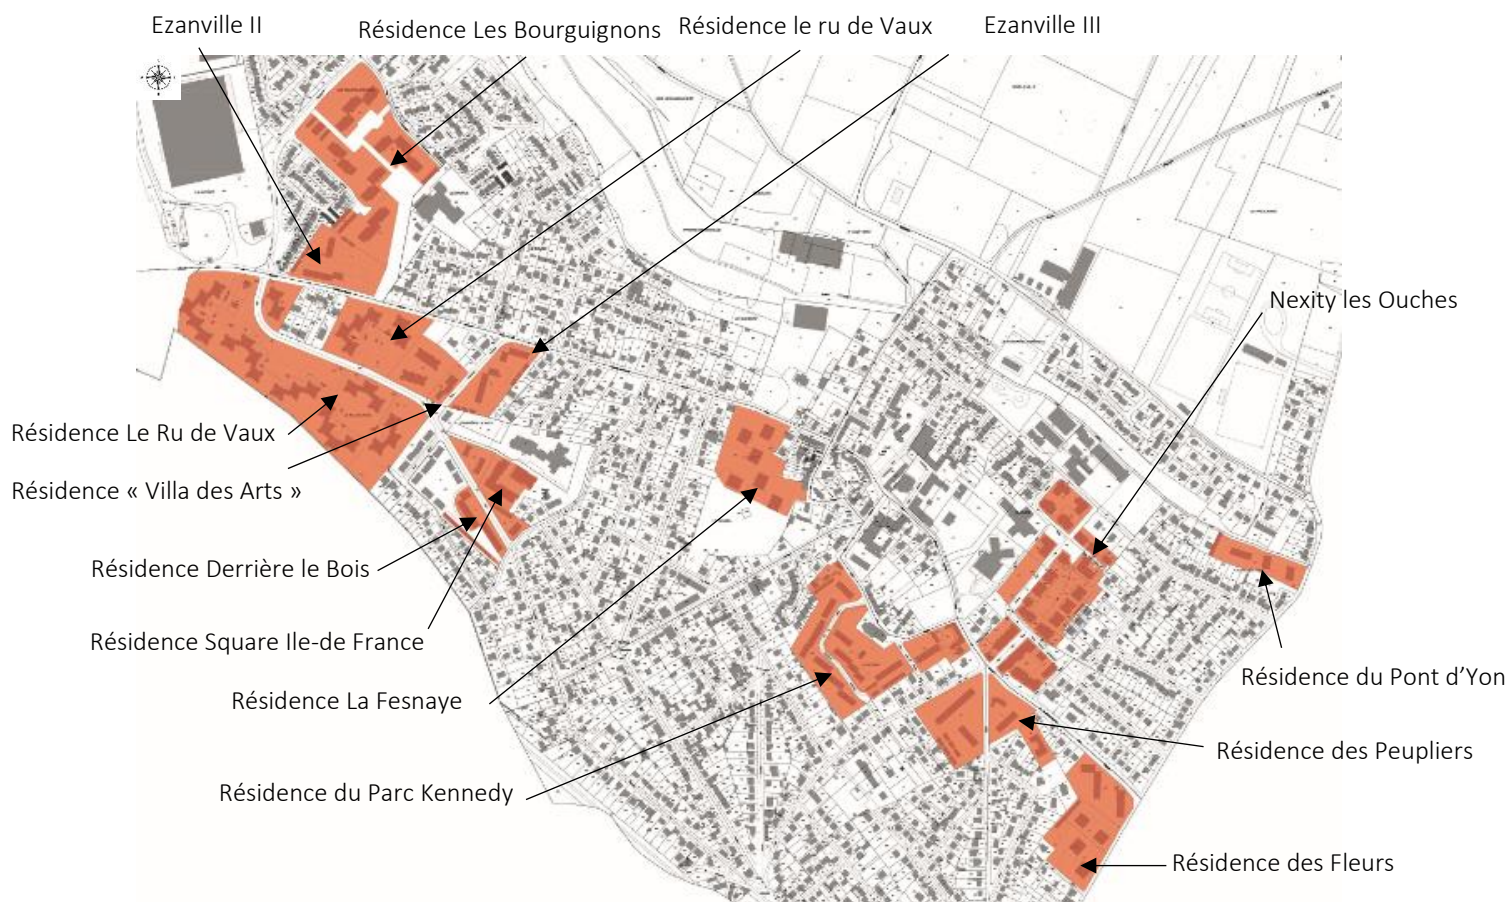 Ezanville II
Résidence Les Bourguignons
Résidence le ru de Vaux
Ezanville III
Nexity les Ouches
Résidence Le Ru de Vaux
Résidence « Villa des Arts »
Résidence Derrière le Bois
Résidence Square Ile-de France
Résidence du Pont d’Yon
Résidence La Fesnaye
Résidence des Peupliers
Résidence du Parc Kennedy
Résidence des Fleurs